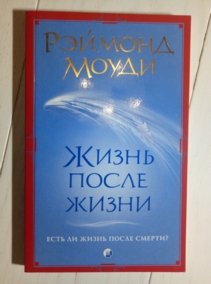 РЭЙМОНД
МОУДИ
ЖИЗНЬ
ПОСЛЕ
ЖИЗНИ
ЕСТЬ ЛИ ЖИЗНЬ ПОСЛЕ СМЕРТИ?